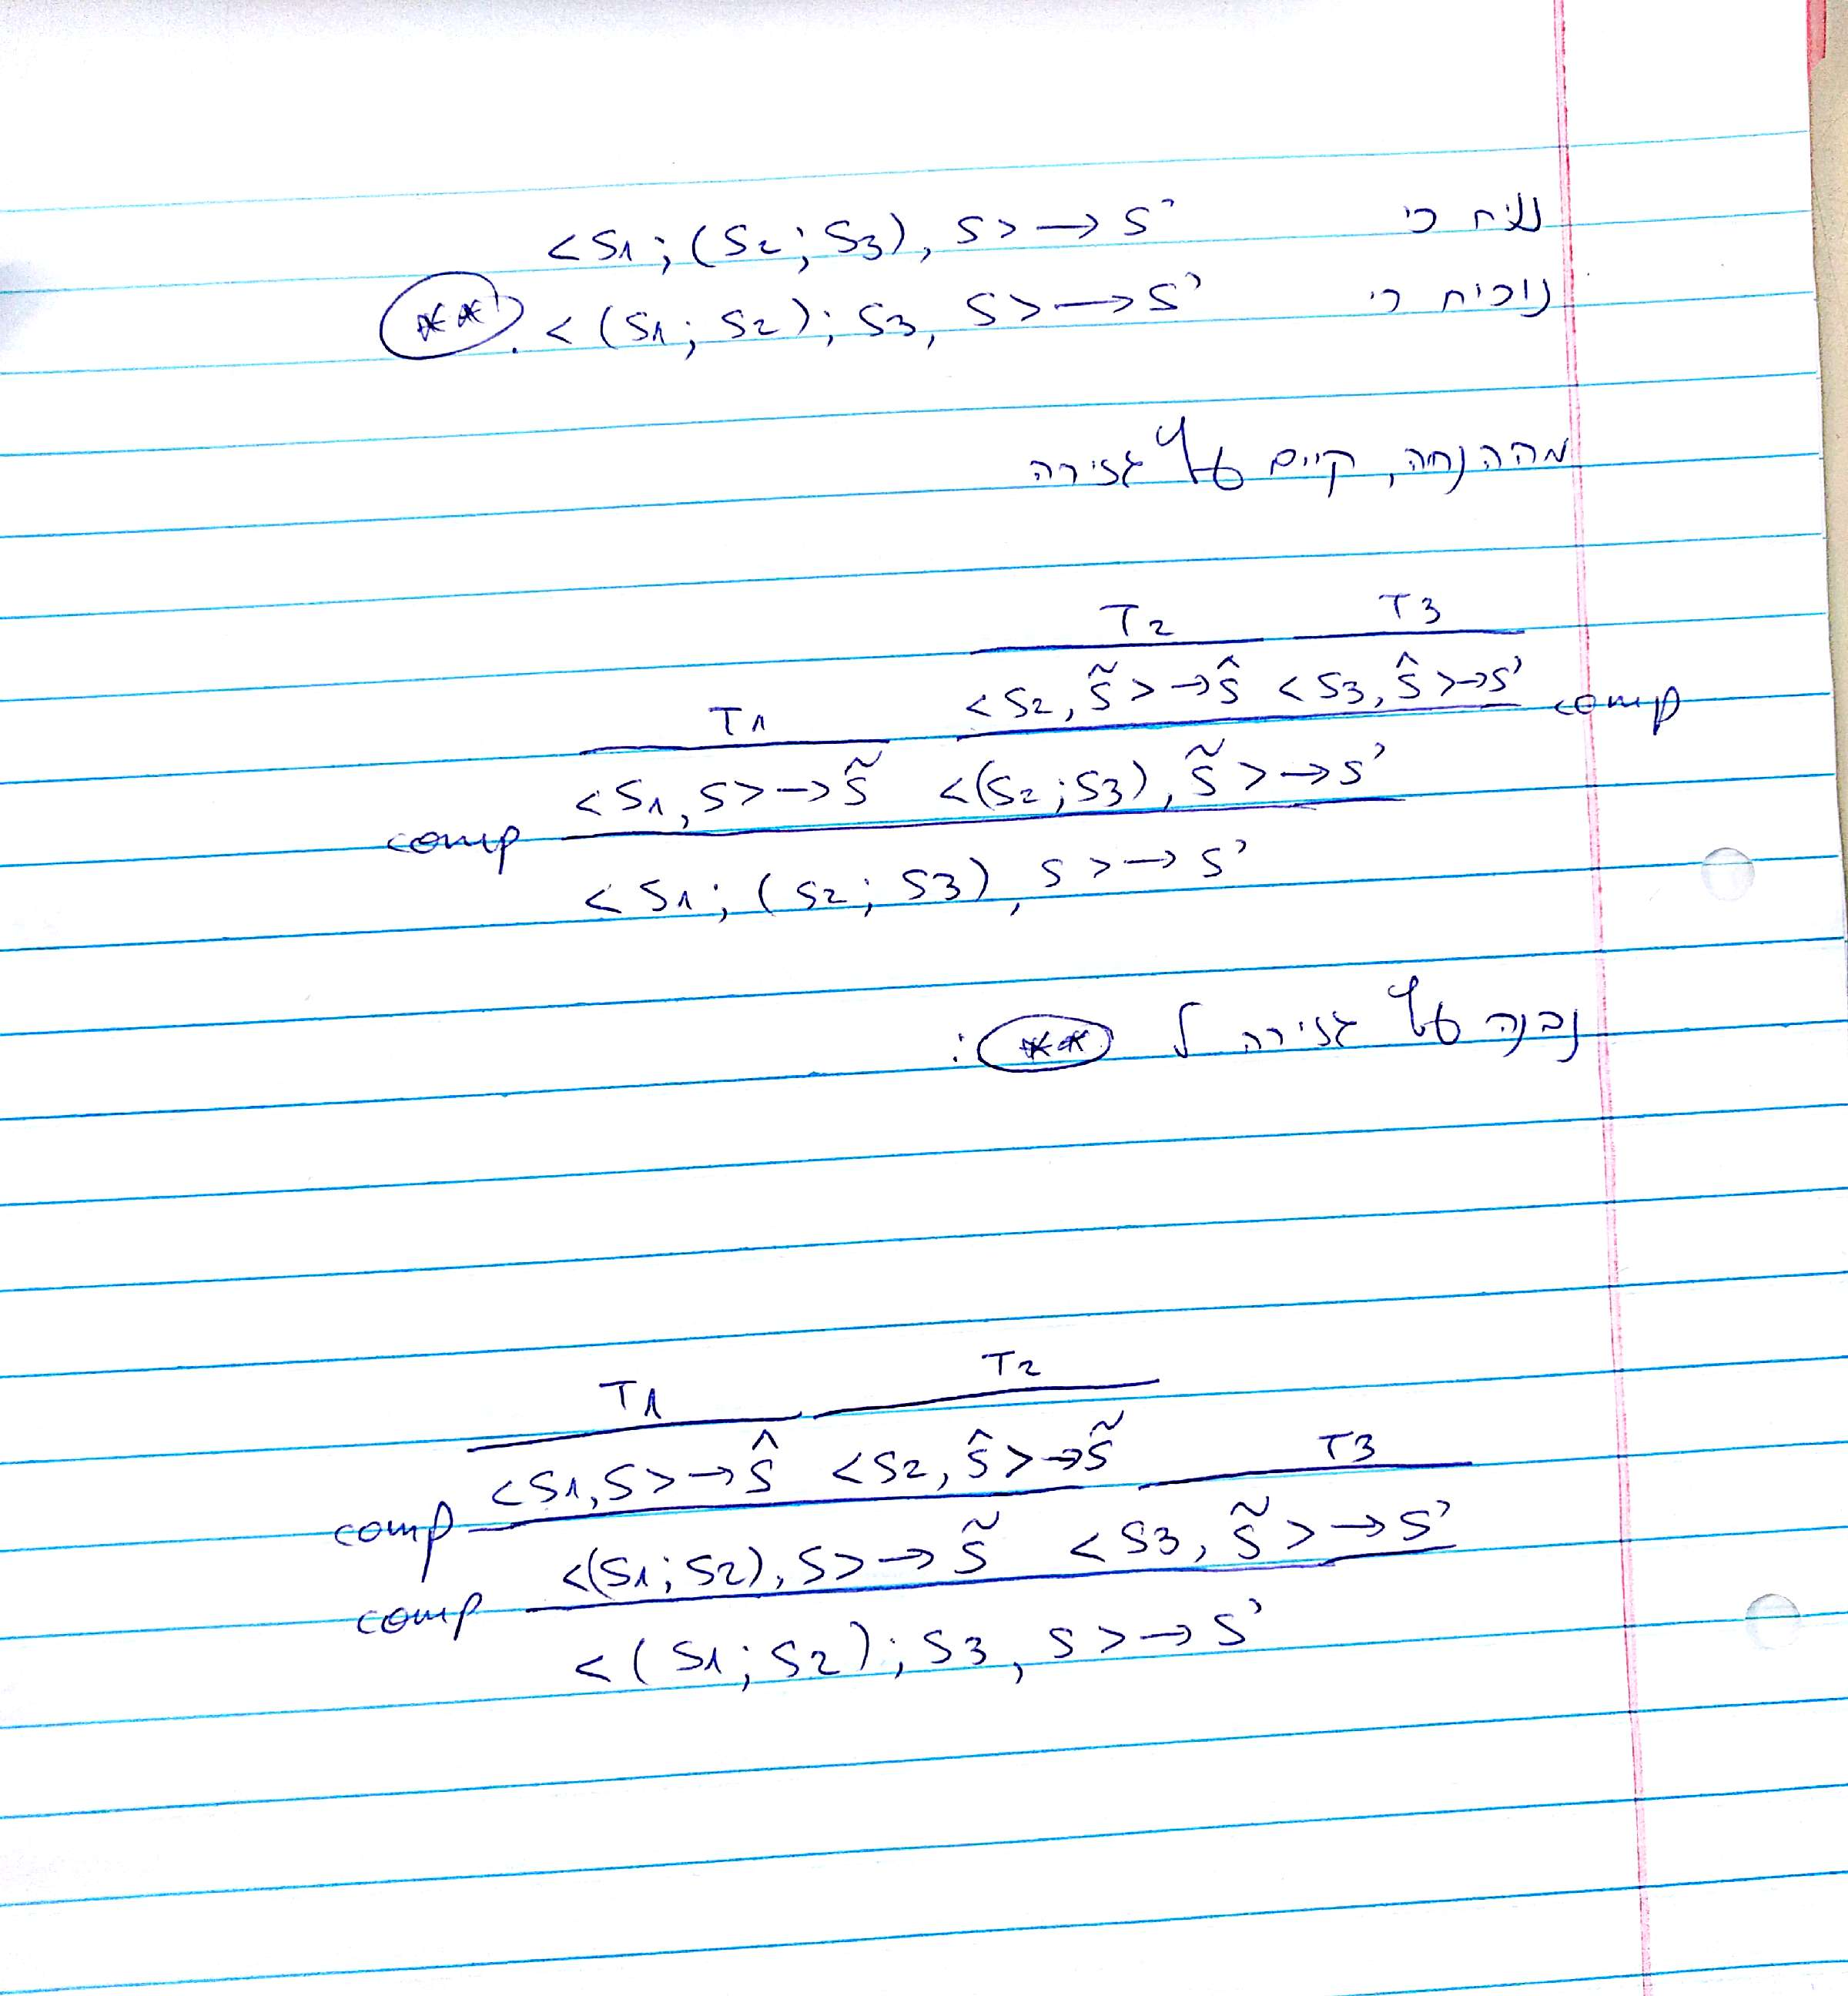 נניח כי <S1;(S2;S3), s> → s'
נוכיח כי <(S1;S2);S3, s> → s' . **
מההנחה, קיים עץ גזירה
T2 T3
<S2, s̃> → ŝ <S3, ŝ> → s' comp
T1
<S1, s> → s̃ <(S2;S3), s̃> → s'
comp
<S1;(S2;S3), s> → s'
נבנה עץ גזירה ל ** :
T1 T2
<S1, s> → ŝ <S2, ŝ> → s̃ T3
comp
<(S1;S2), s> → s̃ <S3, s̃> → s'
comp
<(S1;S2);S3, s> → s'